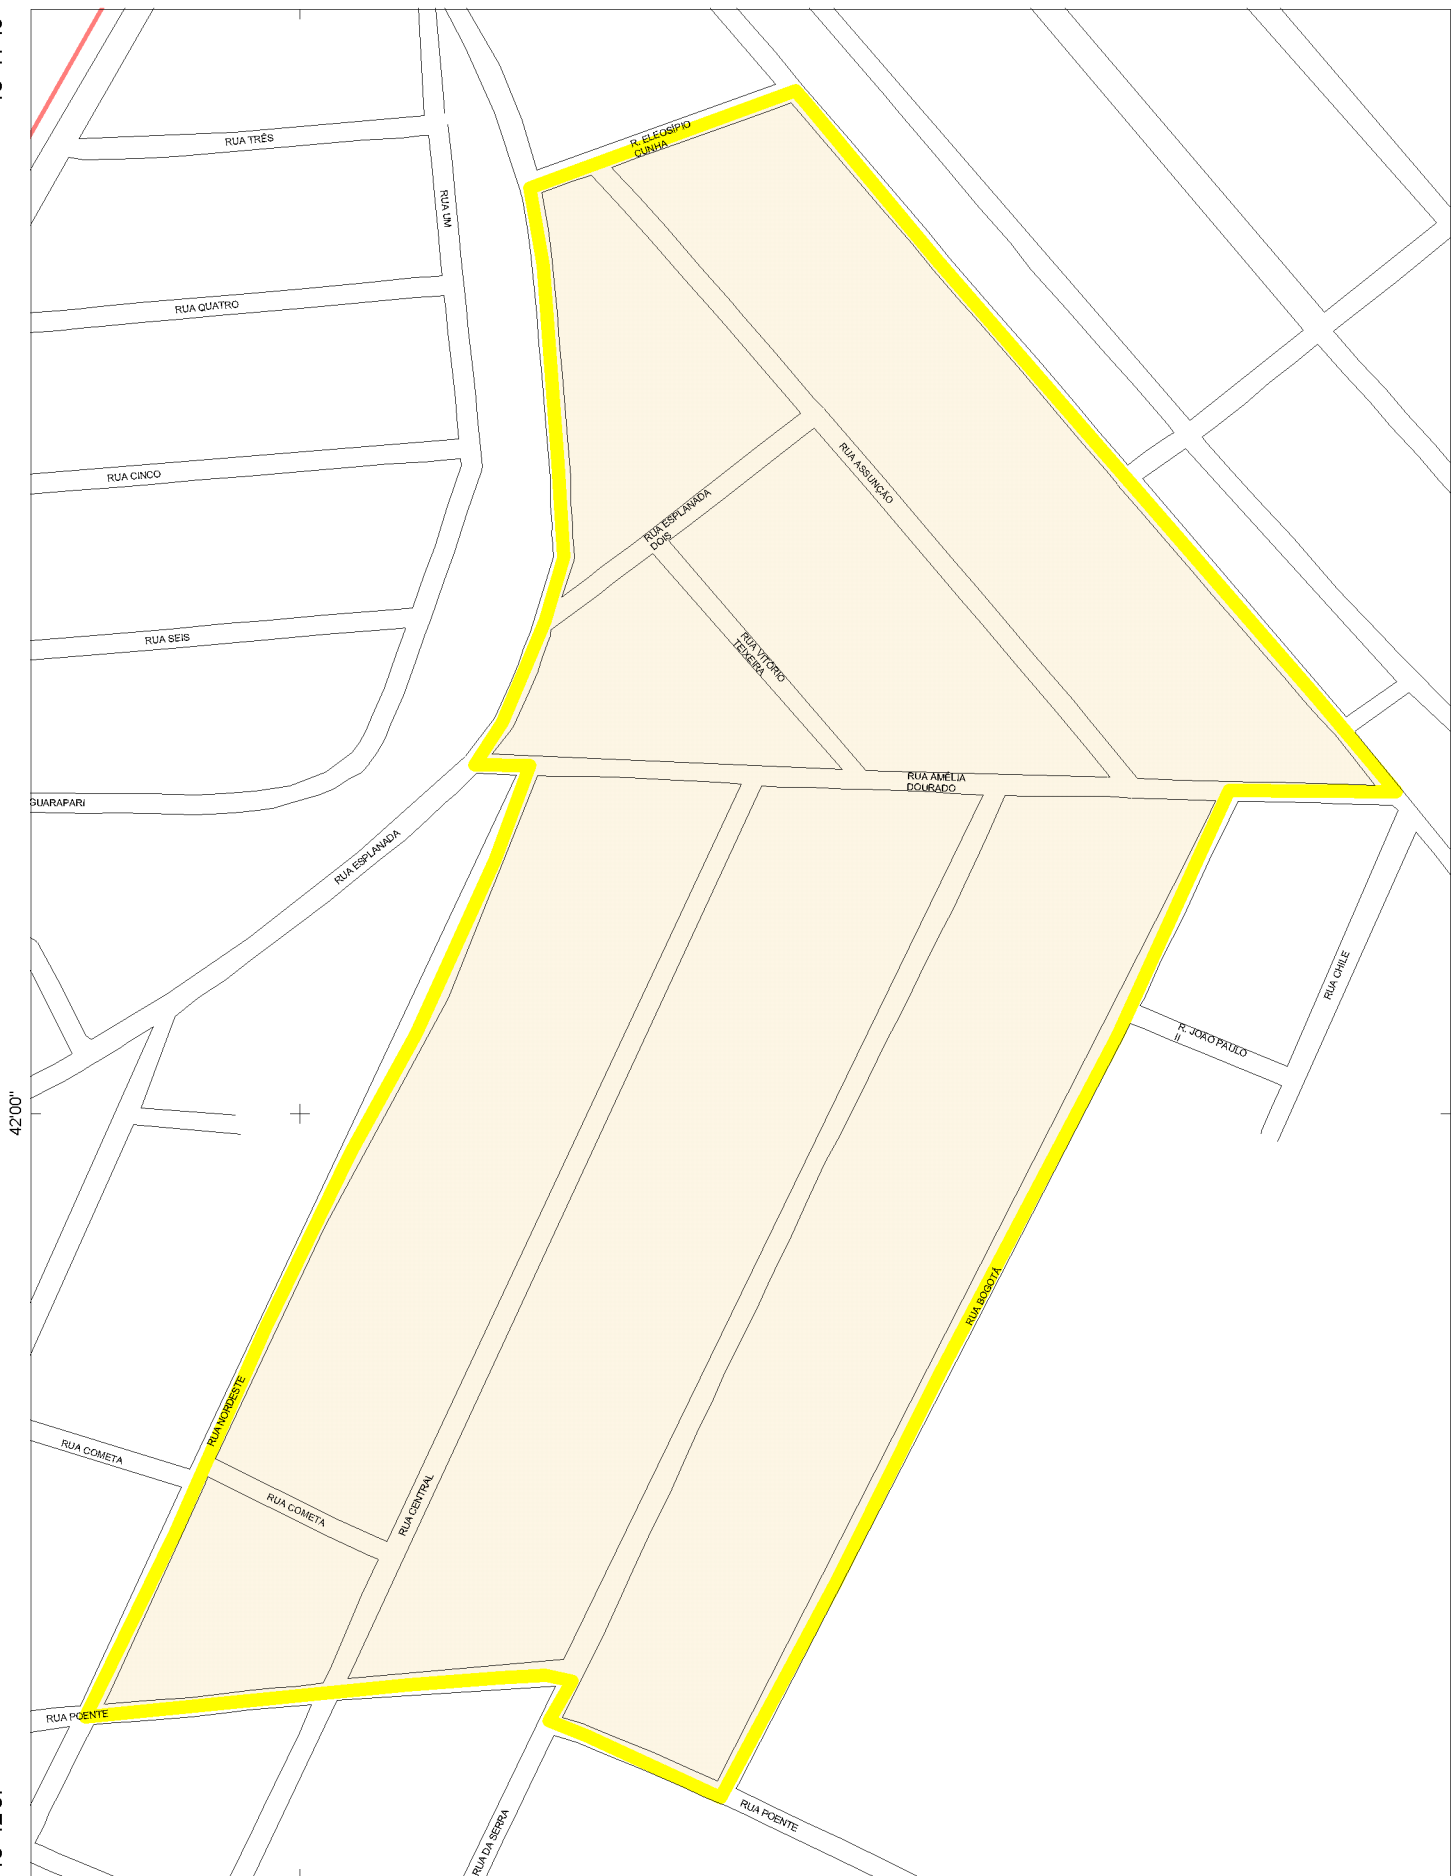 R. ELEOSÍPIO
CUNHA
RUA TRÊS
RUA UM
RUA QUATRO
RUA CINCO
RUA ASSUNÇÃO
RUA ESPLANADA
DOIS
RUA SEIS
RUA VITÓRIO
TEIXEIRA
RUA AMÉLIA
DOURADO
GUARAPARI
RUA ESPLANADA
RUA CHILE
R. JOAO PAULO
II
42'00"
RUA BOGOTÁ
RUA NORDESTE
RUA COMETA
RUA COMETA
RUA CENTRAL
RUA POENTE
RUA POENTE
RUA DA SERRA